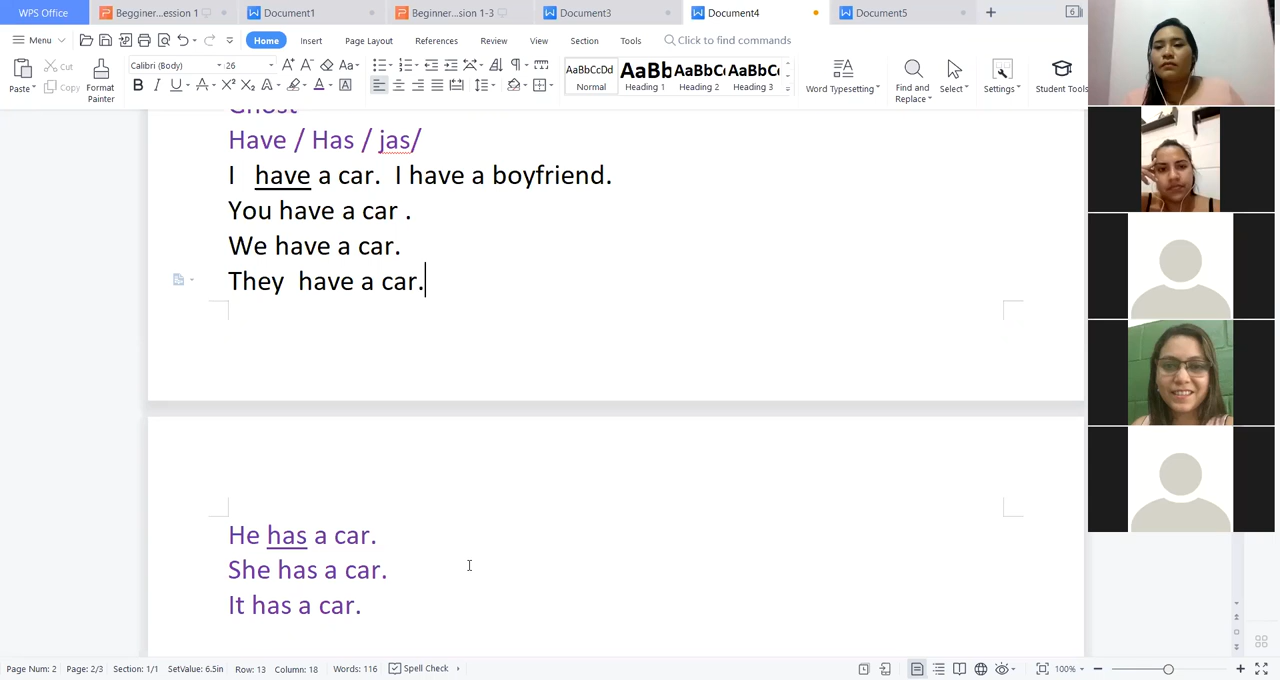 WPS Office
Begginer...ession 1
Document1
Beginner...sion 1-3
Document3
Document4
Document5
Menu
Home
Insert
Page Layout
References
Review
View
Section
Tools
Click to find commands
Paste
Cut
Copy
Format Painter
Calibri (Body)
26
AaBbCcDd
Normal
AaBb
Heading 1
AaBbC
Heading 2
AaBbC
Heading 3
Word Typesetting
Find and Replace
Select
Settings
Student Tools
Ghost
Have / Has / jas/
I have a car. I have a boyfriend.
You have a car .
We have a car.
They have a car.
He has a car.
She has a car.
It has a car.
Page Num: 2 Page: 2/3 Section: 1/1 SetValue: 6.5in Row: 13 Column: 18 Words: 116 Spell Check 100%